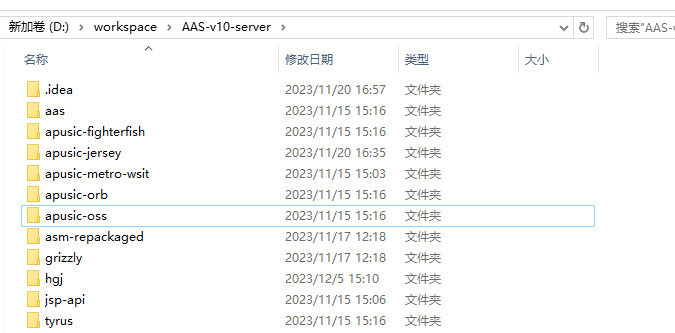 新加卷 (D:) > workspace > AAS-v10-server >
搜索"AAS-v
名称 修改日期 类型 大小
.idea 2023/11/20 16:57 文件夹
aas 2023/11/15 15:16 文件夹
apusic-fighterfish 2023/11/15 15:16 文件夹
apusic-jersey 2023/11/20 16:35 文件夹
apusic-metro-wsit 2023/11/15 15:03 文件夹
apusic-orb 2023/11/15 15:16 文件夹
apusic-oss 2023/11/15 15:16 文件夹
asm-repackaged 2023/11/17 12:18 文件夹
grizzly 2023/11/17 12:18 文件夹
hgj 2023/12/5 15:10 文件夹
jsp-api 2023/11/15 15:06 文件夹
tyrus 2023/11/15 15:16 文件夹